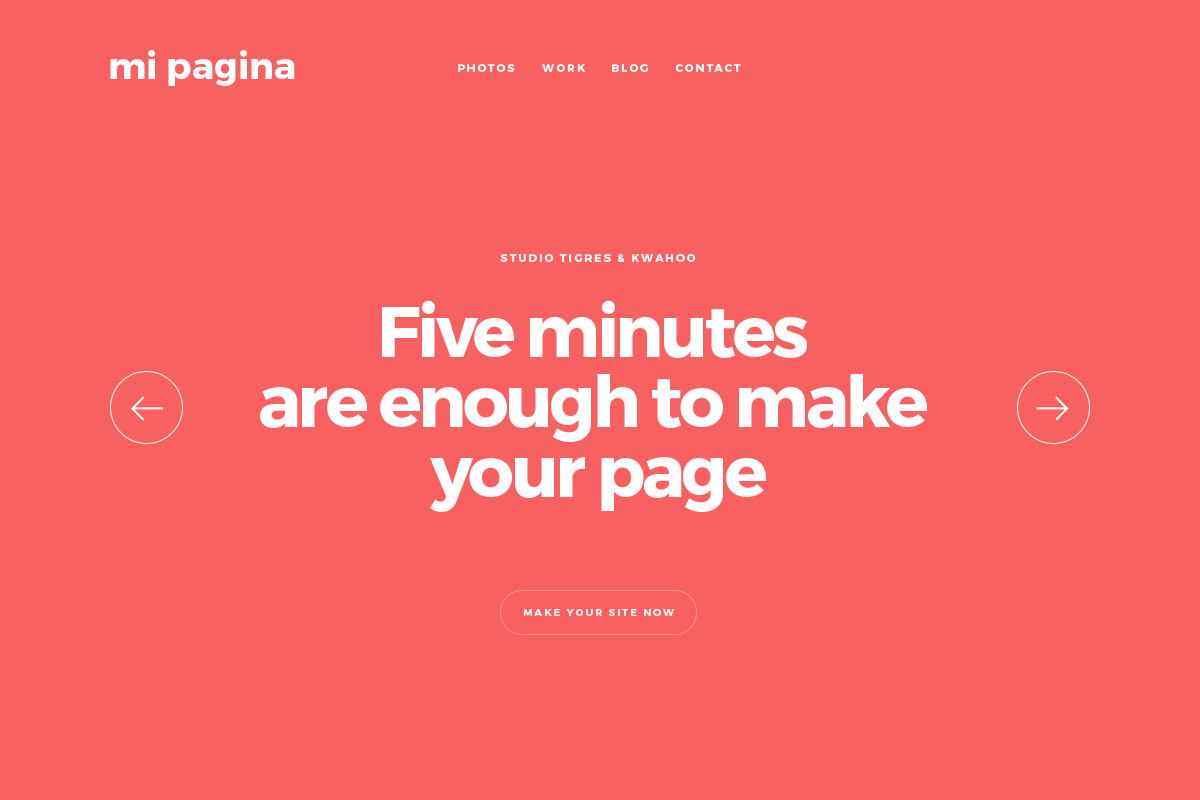 mi pagina
PHOTOS WORK BLOG CONTACT
STUDIO TIGRES & KWAHOO
Five minutes
are enough to make
your page
MAKE YOUR SITE NOW